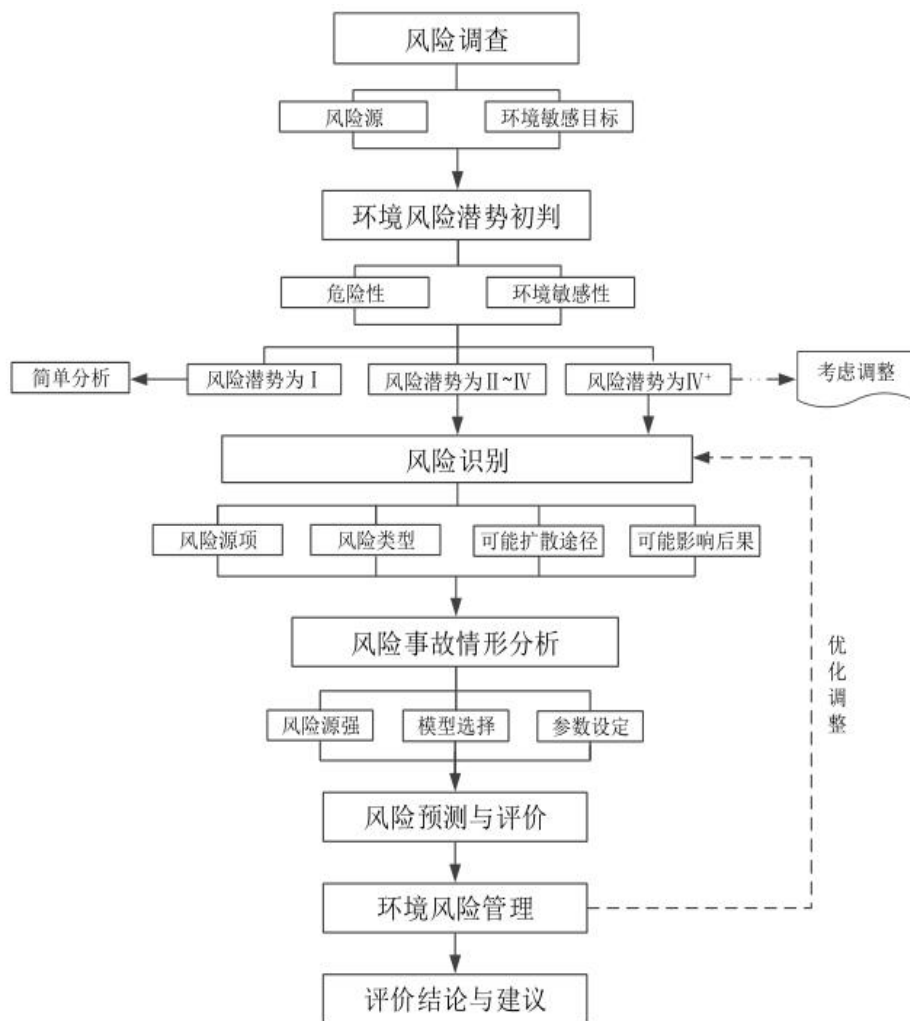 风险调查
风险源
环境敏感目标
环境风险潜势初判
危险性
环境敏感性
简单分析
风险潜势为Ⅰ
风险潜势为Ⅱ~Ⅳ
风险潜势为Ⅳ⁺
考虑调整
风险识别
风险源项
风险类型
可能扩散途径
可能影响后果
风险事故情形分析
优化调整
风险源强
模型选择
参数设定
风险预测与评价
环境风险管理
评价结论与建议